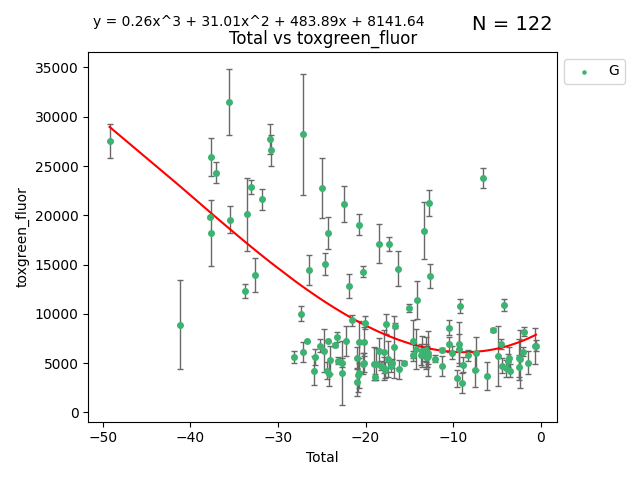 y = 0.26x^3 + 31.01x^2 + 483.89x + 8141.64
N = 122
Total vs toxgreen_fluor
G
35000
30000
25000
20000
15000
10000
5000
0
toxgreen_fluor
−50 −40 −30 −20 −10 0
Total